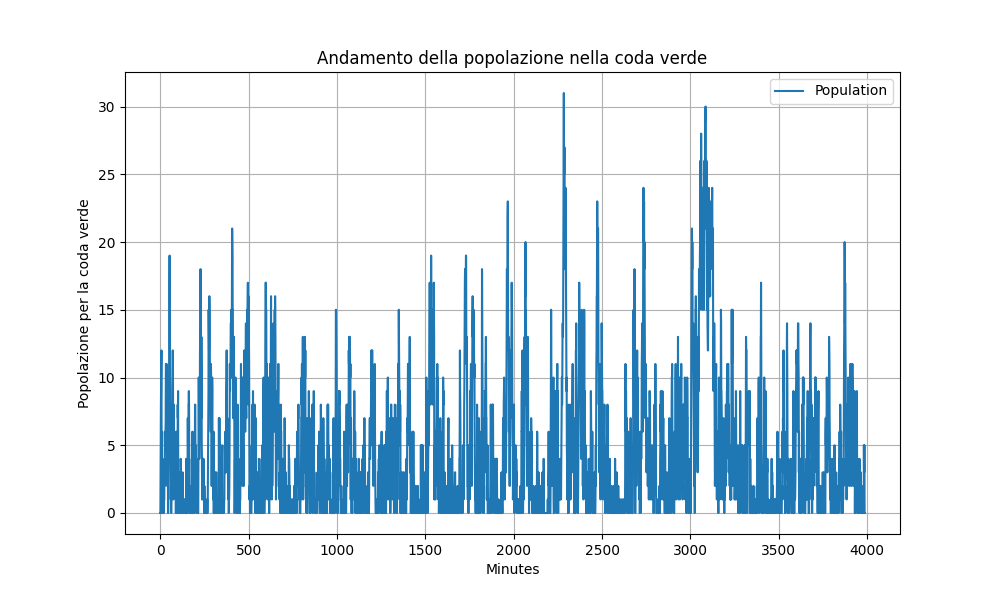 Andamento della popolazione nella coda verde
Population
Popolazione per la coda verde
30
25
20
15
10
5
0
0 500 1000 1500 2000 2500 3000 3500 4000
Minutes